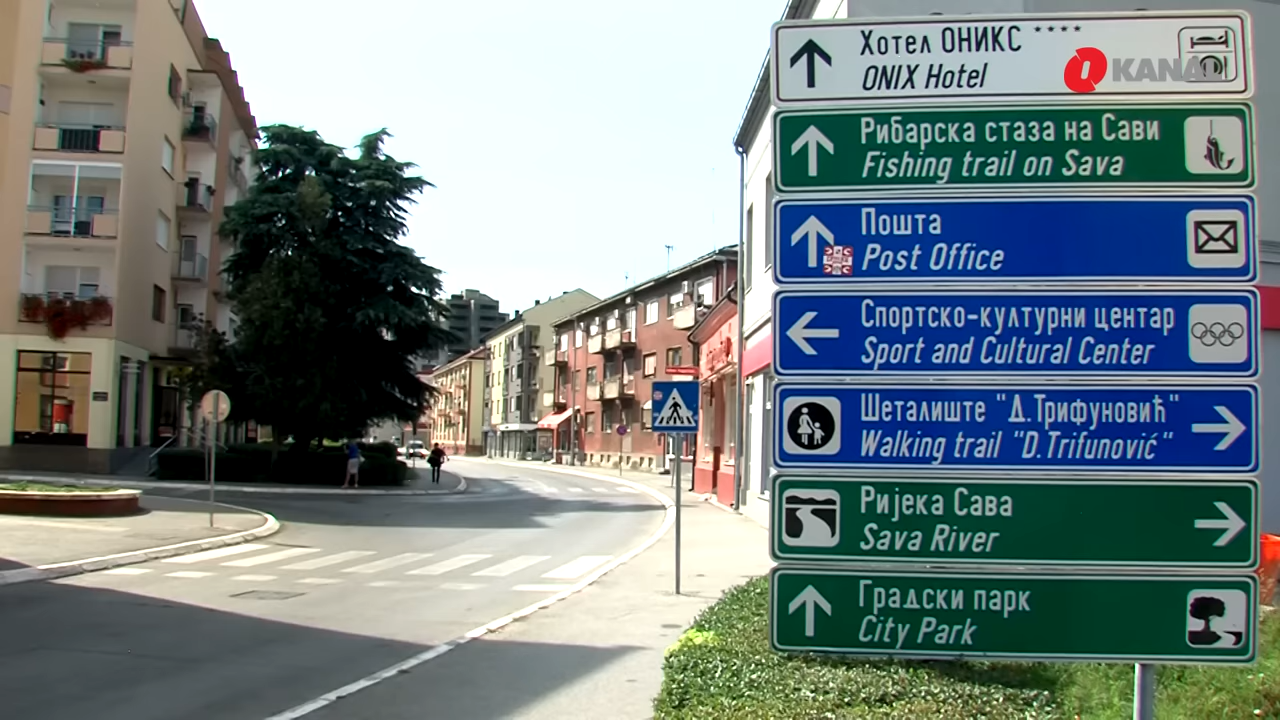 Хотел ОНИКС ****
ONIX Hotel
KANAL
Рибарска стаза на Сави
Fishing trail on Sava
Пошта
Post Office
Спортско-културни центар
Sport and Cultural Center
Шеталиште "Д.Трифуновић"
Walking trail "D.Trifunović"
Ријека Сава
Sava River
Градски парк
City Park